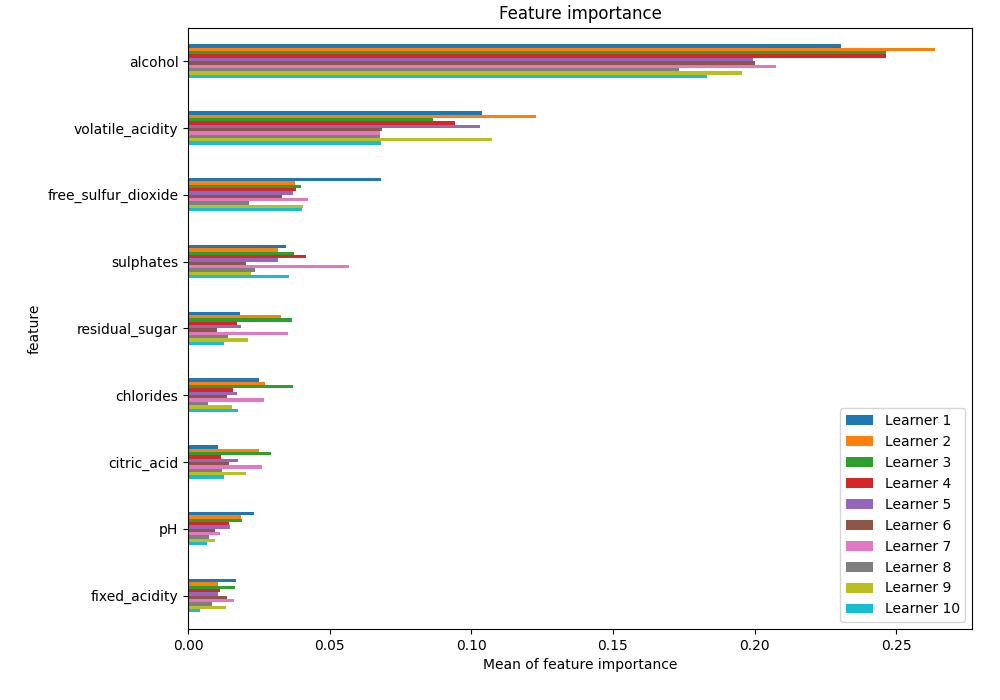 Feature importance
alcohol
volatile_acidity
free_sulfur_dioxide
sulphates
residual_sugar
chlorides
citric_acid
pH
fixed_acidity
feature
Learner 1
Learner 2
Learner 3
Learner 4
Learner 5
Learner 6
Learner 7
Learner 8
Learner 9
Learner 10
0.00 0.05 0.10 0.15 0.20 0.25
Mean of feature importance